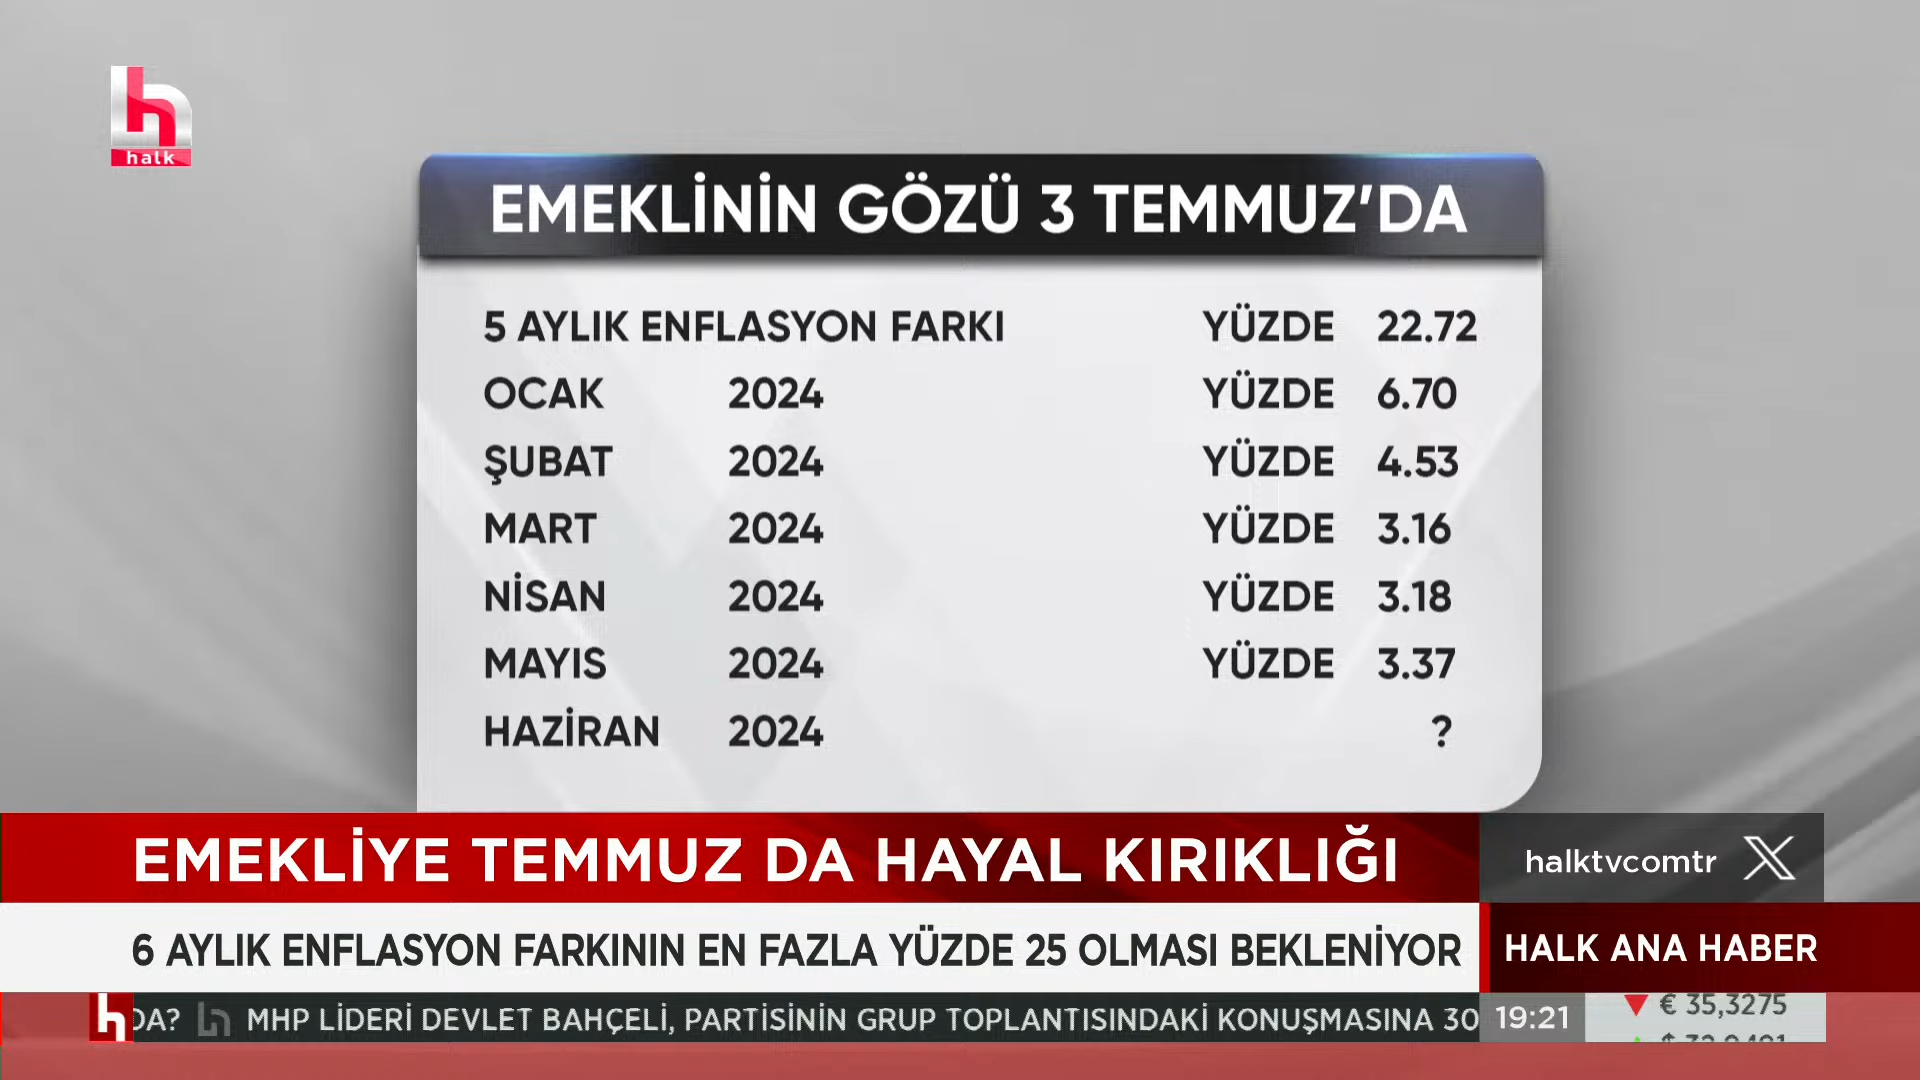 halk
EMEKLİNİN GÖZÜ 3 TEMMUZ'DA
5 AYLIK ENFLASYON FARKI YÜZDE 22.72
OCAK 2024 YÜZDE 6.70
ŞUBAT 2024 YÜZDE 4.53
MART 2024 YÜZDE 3.16
NİSAN 2024 YÜZDE 3.18
MAYIS 2024 YÜZDE 3.37
HAZİRAN 2024 ?
EMEKLİYE TEMMUZ DA HAYAL KIRIKLIĞI
halktvcomtr X
6 AYLIK ENFLASYON FARKININ EN FAZLA YÜZDE 25 OLMASI BEKLENİYOR
HALK ANA HABER
DA? MHP LİDERİ DEVLET BAHÇELİ, PARTİSİNİN GRUP TOPLANTISINDAKİ KONUŞMASINA 30
19:21
€ 35,3275